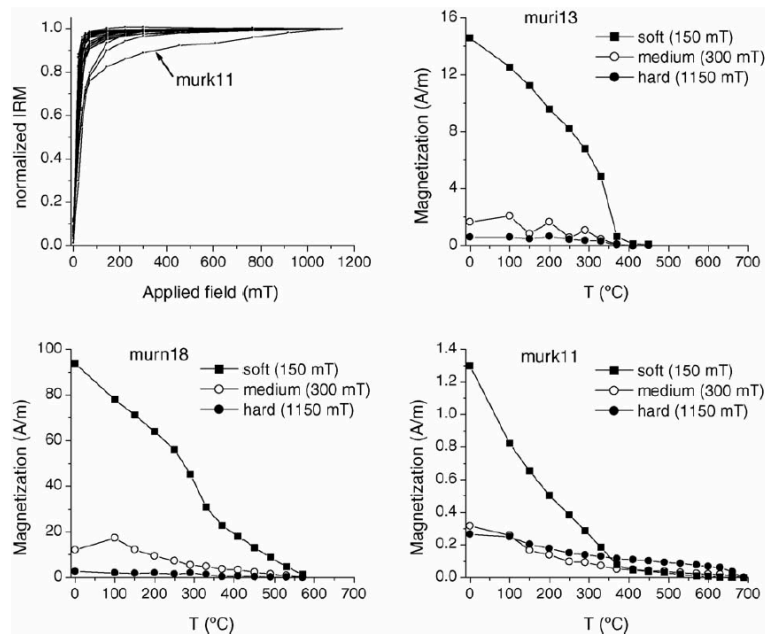 normalized IRM
1.0
0.8
0.6
0.4
0.2
0.0
murk11
0 200 400 600 800 1000 1200
Applied field (mT)
muri13
Magnetization (A/m)
16
12
8
4
0
soft (150 mT)
medium (300 mT)
hard (1150 mT)
0 100 200 300 400 500 600 700
T (ºC)
murn18
Magnetization (A/m)
100
80
60
40
20
0
soft (150 mT)
medium (300 mT)
hard (1150 mT)
0 100 200 300 400 500 600 700
T (ºC)
murk11
Magnetization (A/m)
1.4
1.2
1.0
0.8
0.6
0.4
0.2
0.0
soft (150 mT)
medium (300 mT)
hard (1150 mT)
0 100 200 300 400 500 600 700
T (ºC)